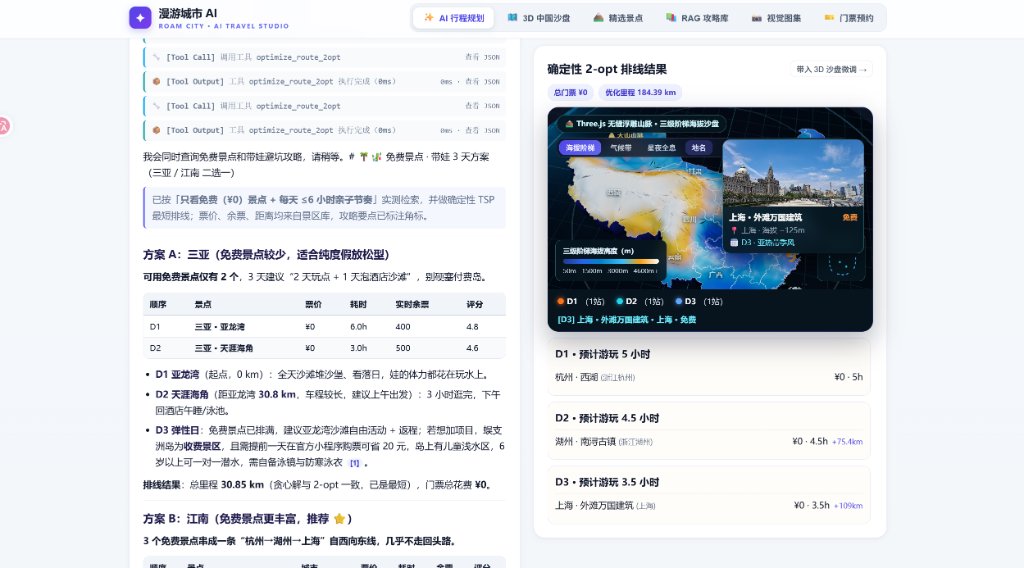 漫游城市 AI
ROAM CITY • AI TRAVEL STUDIO
AI 行程规划
3D 中国沙盘
精选景点
RAG 攻略库
视觉图集
门票预约
[Tool Call] 调用工具 optimize_route_2opt 查看 JSON
[Tool Output] 工具 optimize_route_2opt 执行完成（0ms） 0ms · 查看 JSON
[Tool Call] 调用工具 optimize_route_2opt 查看 JSON
[Tool Output] 工具 optimize_route_2opt 执行完成（0ms） 0ms · 查看 JSON
我会同时查询免费景点和带娃避坑攻略，请稍等。# 🌴🎋 免费景点 · 带娃 3 天方案
（三亚 / 江南 二选一）
已按「只看免费（¥0）景点 + 每天 ≤6 小时亲子节奏」实测检索，并做确定性 TSP
最短排线；票价、余票、距离均来自景区库，攻略要点已标注角标。
方案 A：三亚（免费景点较少，适合纯度假放松型）
可用免费景点仅有 2 个，3 天建议“2 天玩点 + 1 天泡酒店沙滩”，别硬塞付费岛。
顺序 景点 票价 耗时 实时余票 评分
D1 三亚 • 亚龙湾 ¥0 6.0h 400 4.8
D2 三亚 • 天涯海角 ¥0 3.0h 500 4.6
• D1 亚龙湾（起点，0 km）：全天沙滩堆沙堡、看落日，娃的体力都花在玩水上。
• D2 天涯海角（距亚龙湾 30.8 km，车程较长，建议上午出发）：3 小时逛完，下午
回酒店午睡/泳池。
• D3 弹性日：免费景点已排满，建议亚龙湾沙滩自由活动 + 返程；若想加项目，蜈支
洲岛为收费景区，且需提前一天在官方小程序购票可省 20 元，岛上有儿童浅水区，6
岁以上可一对一潜水，需自备泳镜与防寒泳衣 [1] 。
排线结果：总里程 30.85 km（贪心解与 2-opt 一致，已是最短），门票总花费 ¥0。
方案 B：江南（免费景点更丰富，推荐 ⭐）
3 个免费景点串成一条“杭州→湖州→上海”自西向东线，几乎不走回头路。
顺序 景点 城市 票价 耗时 余票 评分
确定性 2-opt 排线结果
带入 3D 沙盘微调 →
总门票 ¥0
优化里程 184.39 km
Three.js 无缝浮雕山脉 • 三级阶梯海拔沙盘
海拔阶梯
气候带
星夜全息
地名
上海 • 外滩万国建筑 免费
上海 · 海拔 ~125m
D3 · 亚热带季风
三级阶梯海拔高度（m）
50m 1500m 3000m 4600m+
D1 （1站） D2 （1站） D3 （1站）
[D3] 上海 • 外滩万国建筑 • 上海 • 免费
D1 • 预计游玩 5 小时
杭州 · 西湖 (浙江杭州) ¥0 · 5h
D2 • 预计游玩 4.5 小时
湖州 · 南浔古镇 (浙江湖州) ¥0 · 4.5h +75.4km
D3 • 预计游玩 3.5 小时
上海 · 外滩万国建筑 (上海) ¥0 · 3.5h +109km